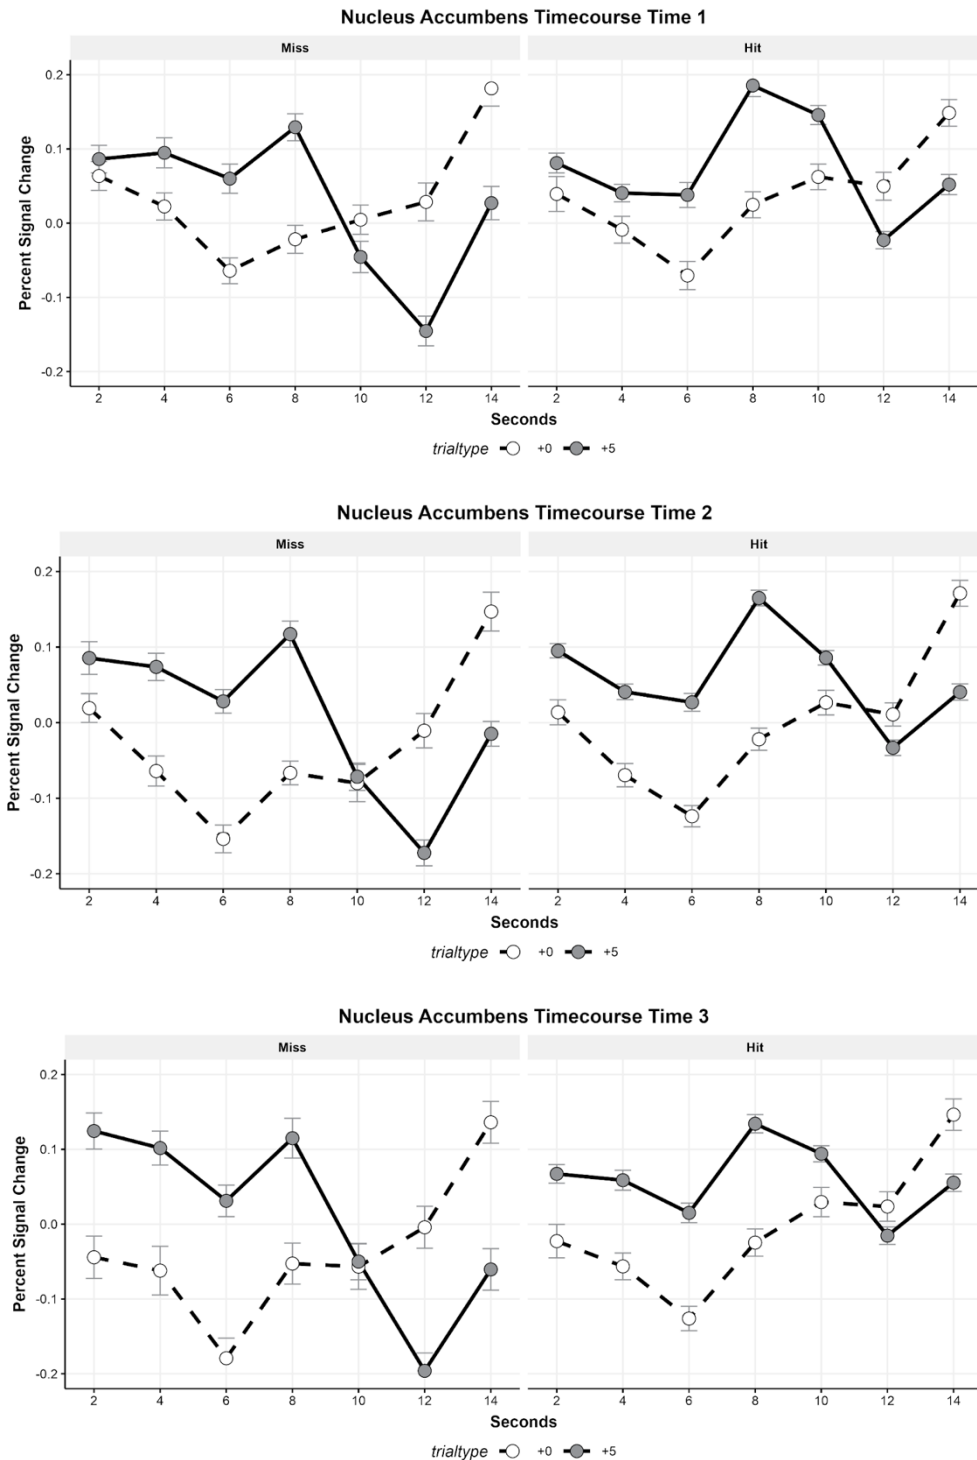 Nucleus Accumbens Timecourse Time 1
Miss Hit
Percent Signal Change
0.2
0.1
0.0
-0.1
-0.2
2 4 6 8 10 12 14 2 4 6 8 10 12 14
Seconds
trialtype +0 +5
Nucleus Accumbens Timecourse Time 2
Miss Hit
Percent Signal Change
0.2
0.1
0.0
-0.1
-0.2
2 4 6 8 10 12 14 2 4 6 8 10 12 14
Seconds
trialtype +0 +5
Nucleus Accumbens Timecourse Time 3
Miss Hit
Percent Signal Change
0.2
0.1
0.0
-0.1
-0.2
2 4 6 8 10 12 14 2 4 6 8 10 12 14
Seconds
trialtype +0 +5